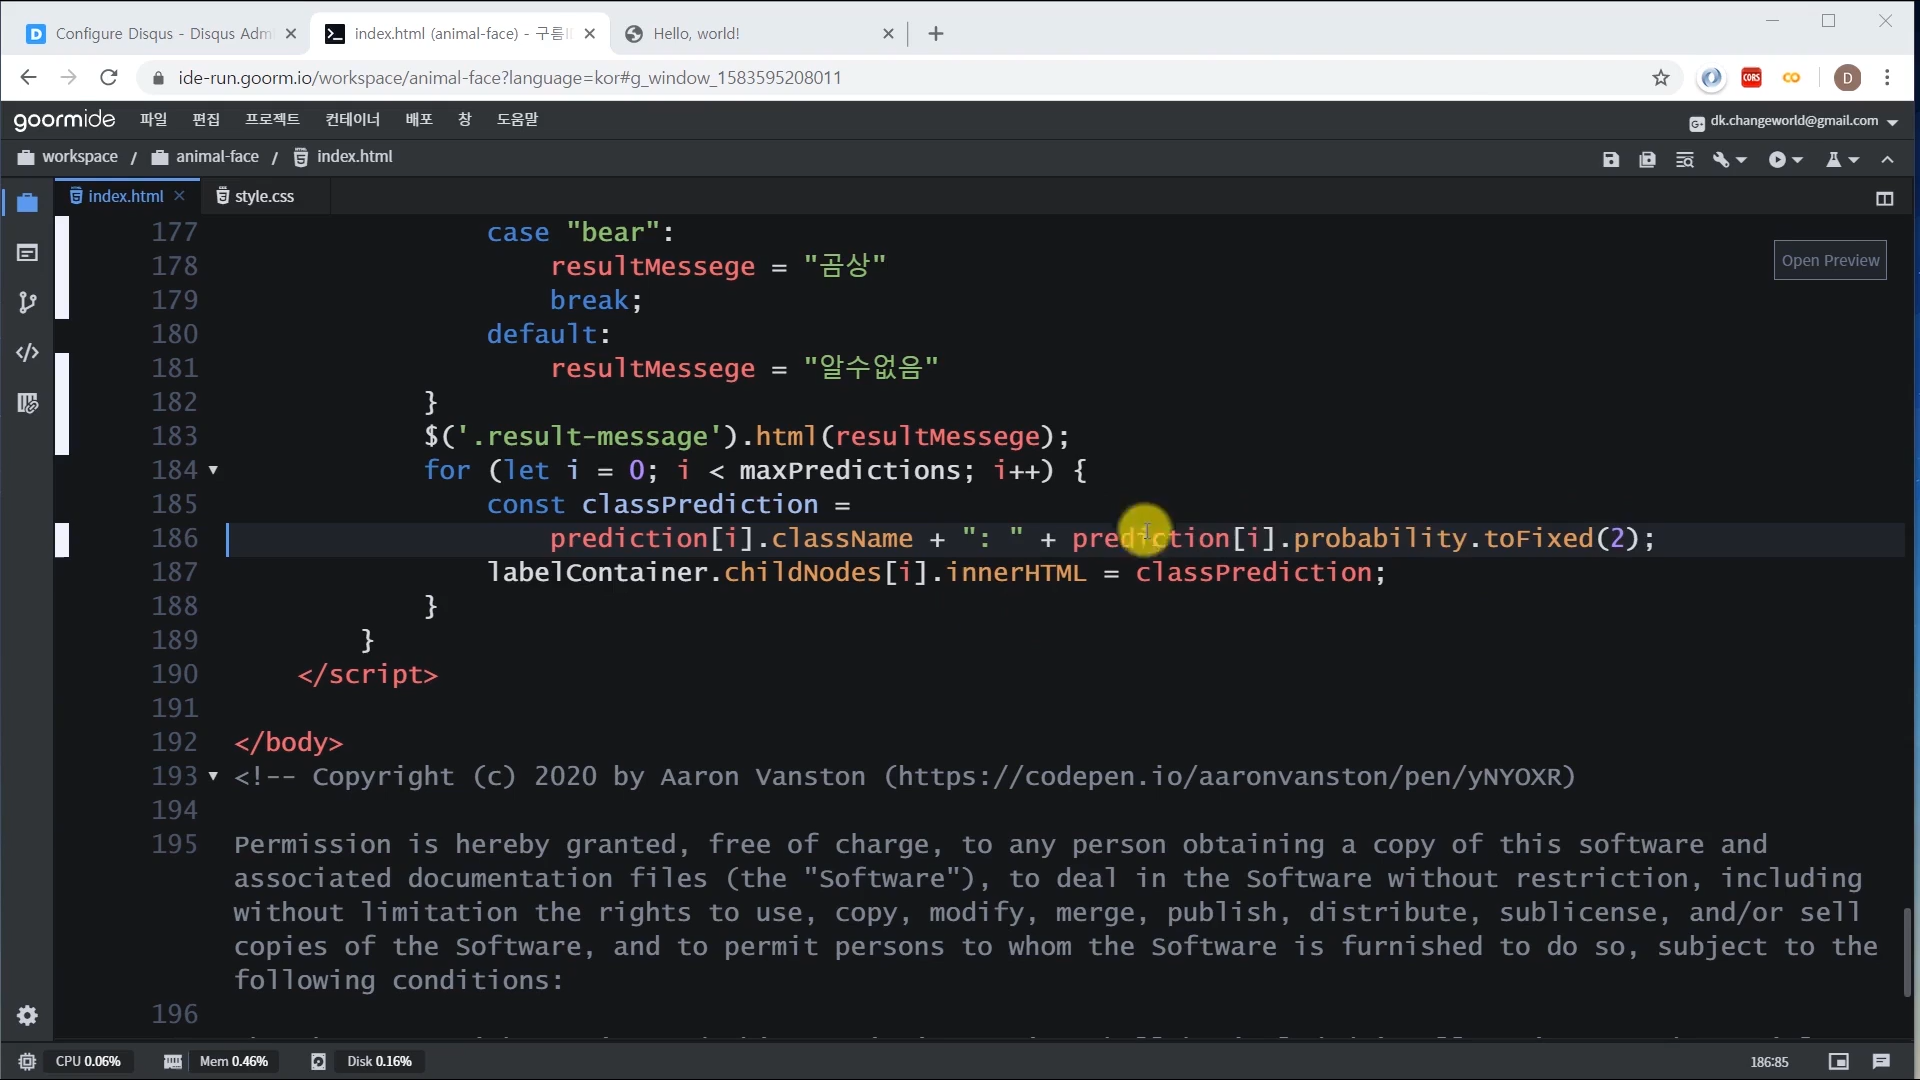 Configure Disqus - Disqus Adm
index.html (animal-face) - 구름
Hello, world!
ide-run.goorm.io/workspace/animal-face?language=kor#g_window_1583595208011
CORS
D
goormide 파일 편집 프로젝트 컨테이너 배포 창 도움말
dk.changeworld@gmail.com
workspace / animal-face / index.html
index.html
style.css
Open Preview
177 case "bear":
178 resultMessege = "곰상"
179 break;
180 default:
181 resultMessege = "알수없음"
182 }
183 $('.result-message').html(resultMessege);
184 for (let i = 0; i < maxPredictions; i++) {
185 const classPrediction =
186 prediction[i].className + ": " + prediction[i].probability.toFixed(2);
187 labelContainer.childNodes[i].innerHTML = classPrediction;
188 }
189 }
190 </script>
191
192 </body>
193 <!-- Copyright (c) 2020 by Aaron Vanston (https://codepen.io/aaronvanston/pen/yNYOXR)
194
195 Permission is hereby granted, free of charge, to any person obtaining a copy of this software and
associated documentation files (the "Software"), to deal in the Software without restriction, including
without limitation the rights to use, copy, modify, merge, publish, distribute, sublicense, and/or sell
copies of the Software, and to permit persons to whom the Software is furnished to do so, subject to the
following conditions:
196
CPU 0.06%
Mem 0.46%
Disk 0.16%
186:85